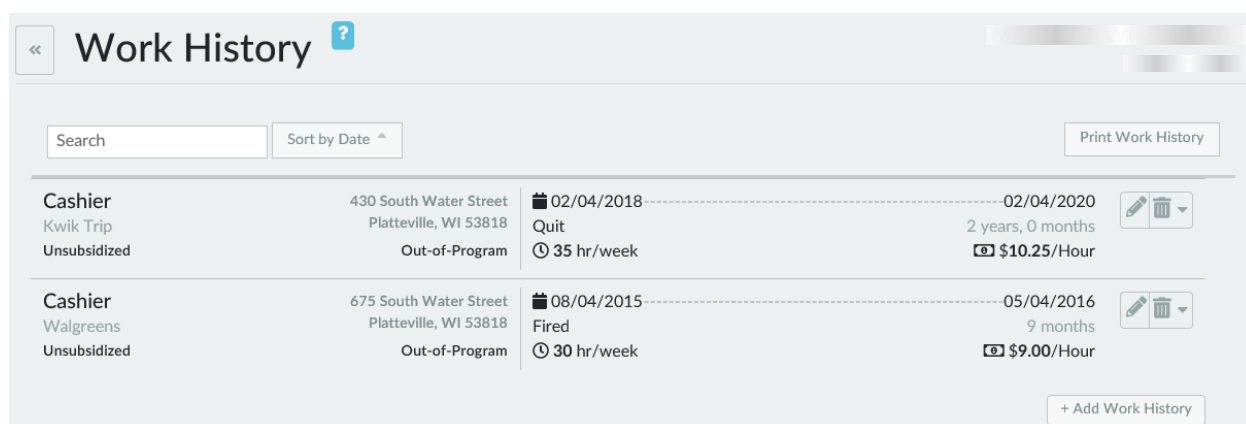 «
Work History ?
Search
Sort by Date
Print Work History
Cashier
Kwik Trip
Unsubsidized
430 South Water Street
Platteville, WI 53818
Out-of-Program
02/04/2018 02/04/2020
Quit 2 years, 0 months
35 hr/week $10.25/Hour
Cashier
Walgreens
Unsubsidized
675 South Water Street
Platteville, WI 53818
Out-of-Program
08/04/2015 05/04/2016
Fired 9 months
30 hr/week $9.00/Hour
+ Add Work History